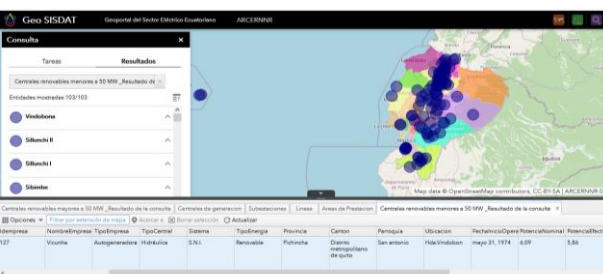 Geo SISDAT Geoportal del Sector Eléctrico Ecuatoriano ARCERNNR
Consulta ×
Tareas Resultados
Centrales renovables menores a 50 MW _Resultado de
Entidades mostradas:103/103
Vindobona
Sillunchi I
Sillunchi I
Sibimbe
Map data © OpenStreetMap contributors, CC-BY-SA | ARCERNNR
Centrales renovables mayores a 50 MW _Resultado de la consulta Centrales de generacion Subestaciones Lineas Areas de Prestacion Centrales renovables menores a 50 MW _Resultado de la consulta ×
Opciones Filtrar por extensión de mapa Acercar a Borrar selección Actualizar
Idempresa NombreEmpresa TipoEmpresa TipoCentral Sistema TipoEnergia Provincia Canton Parroquia Ubicacion FechaInicioOpera PotenciaNominal PotenciaEfect
127 Vicunha Autogeneradora Hidráulica S.N.I. Renovable Pichincha Distrito metropolitano de quito San antonio Hda.Vindobon mayo 31, 1974 6,09 5,86